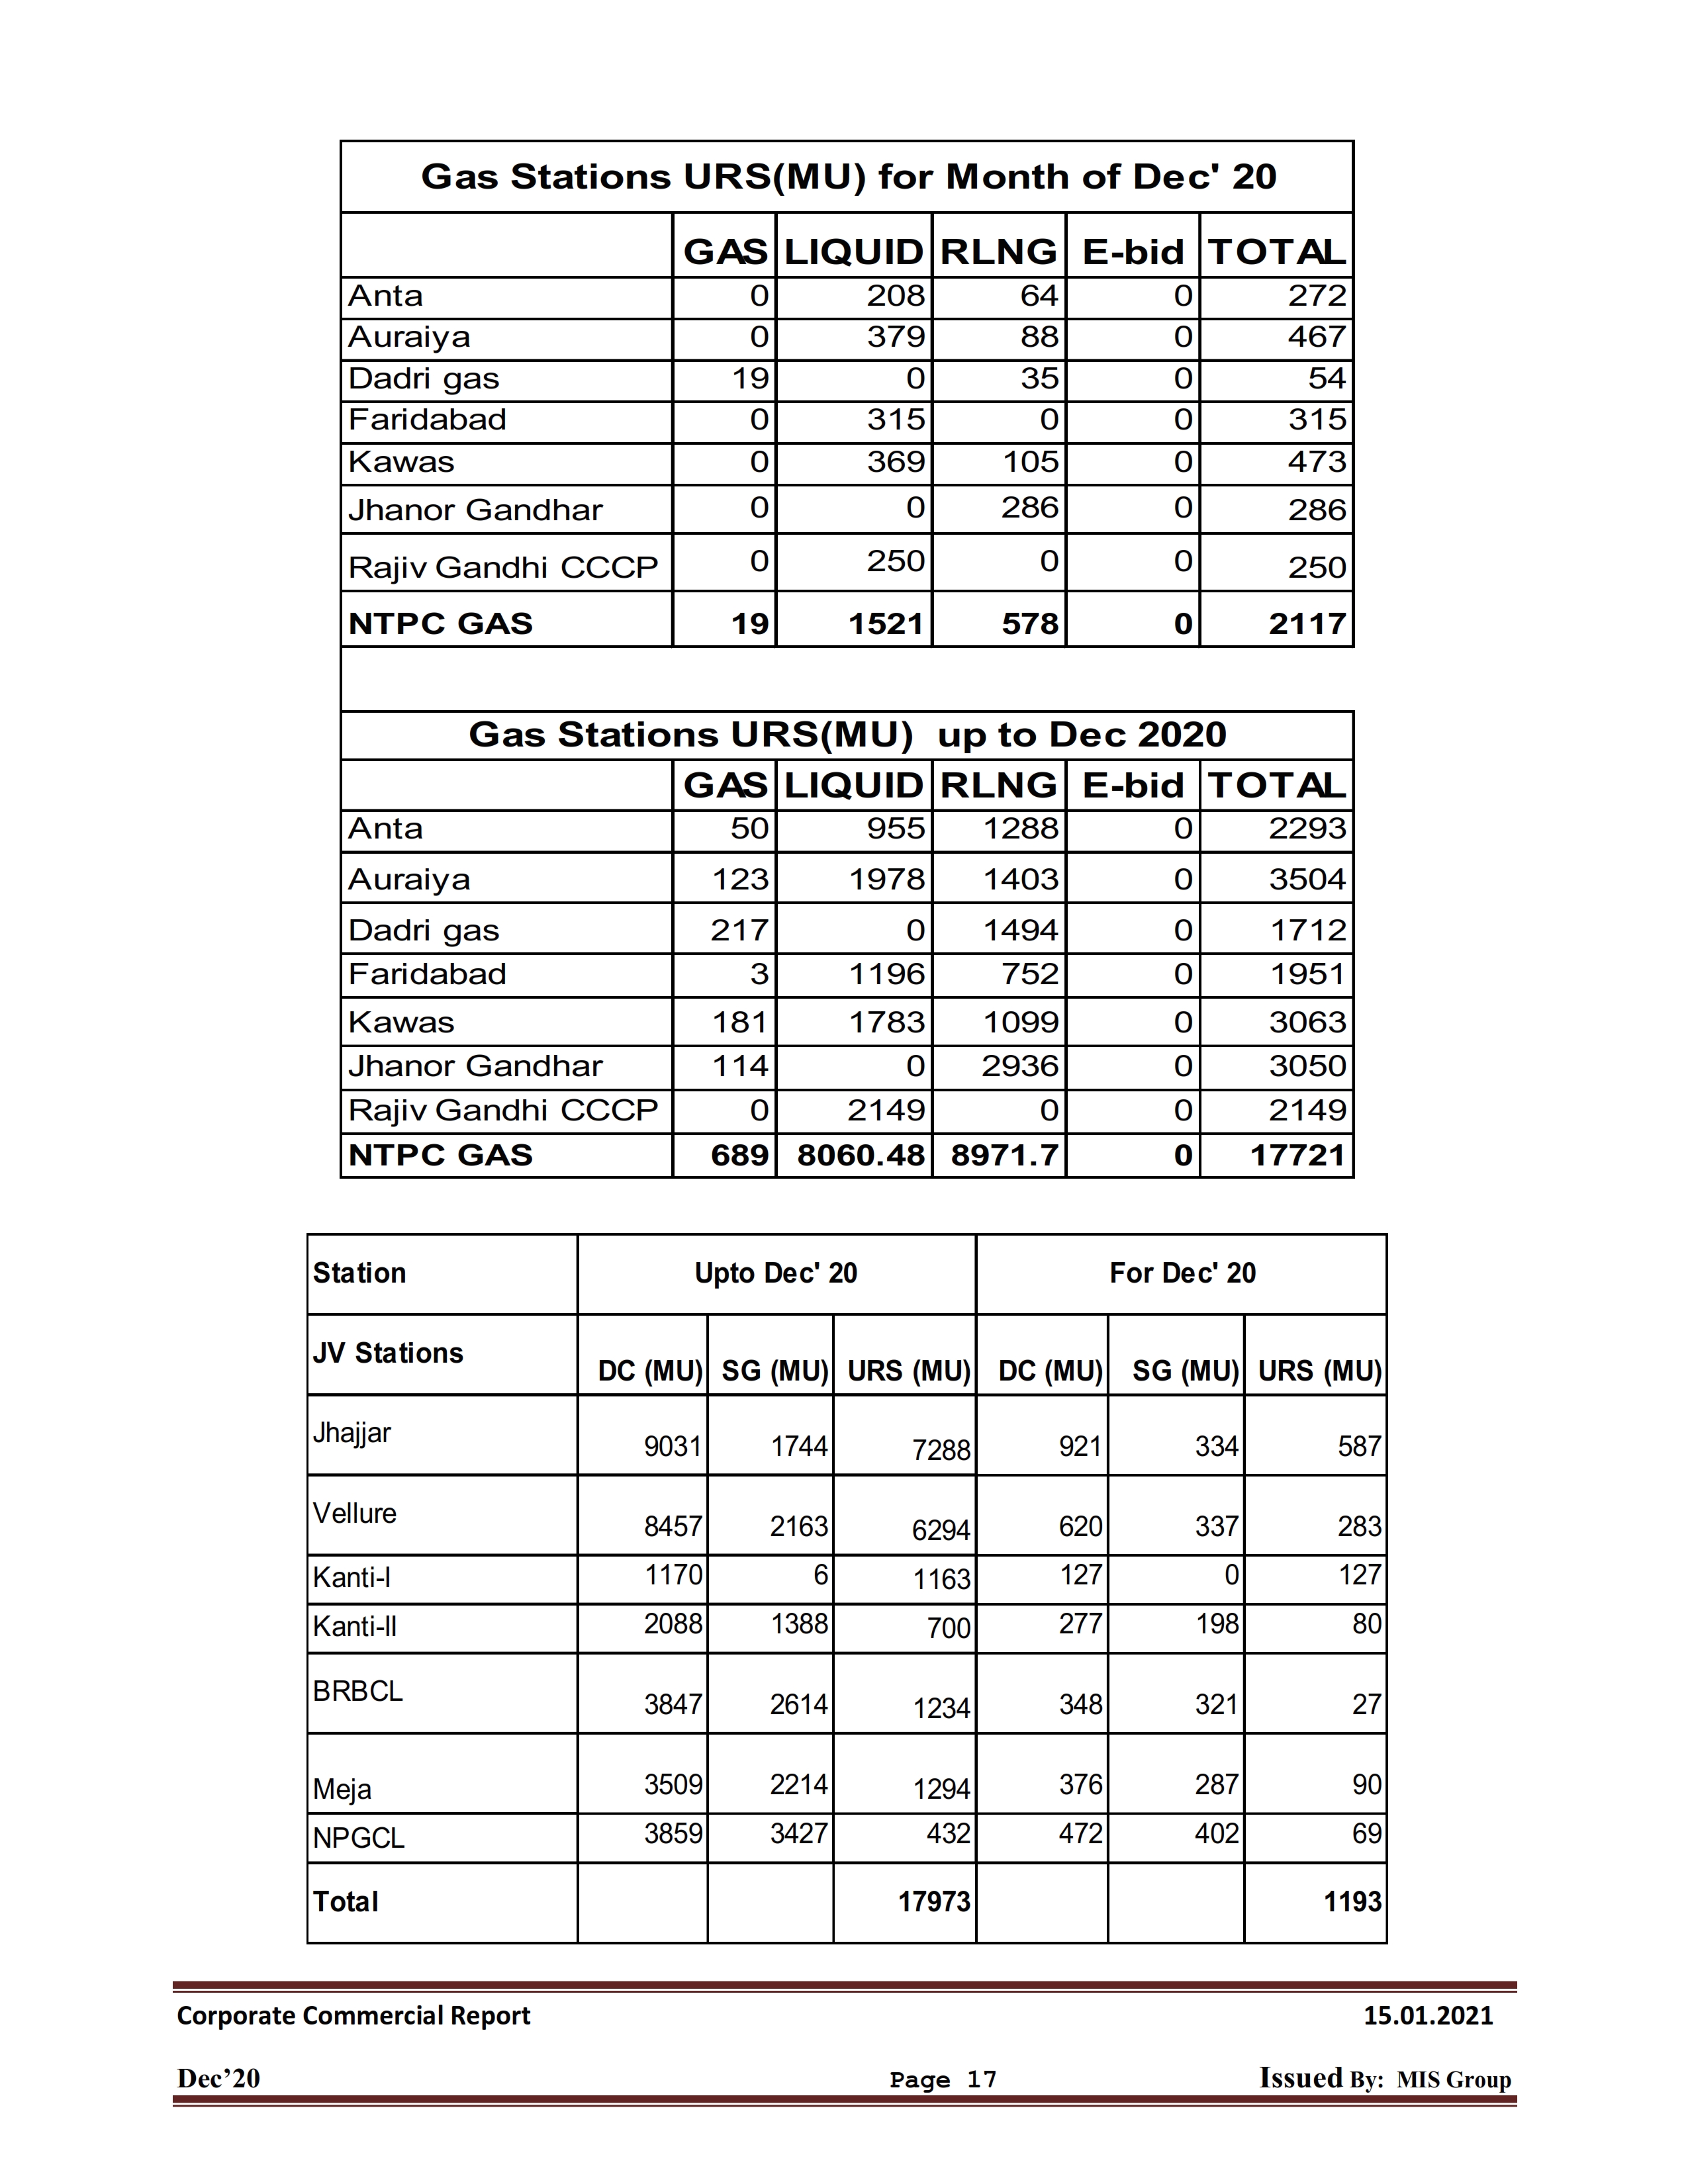 Gas Stations URS(MU) for Month of Dec' 20
GAS LIQUID RLNG E-bid TOTAL
Anta 0 208 64 0 272
Auraiya 0 379 88 0 467
Dadri gas 19 0 35 0 54
Faridabad 0 315 0 0 315
Kawas 0 369 105 0 473
Jhanor Gandhar 0 0 286 0 286
Rajiv Gandhi CCCP 0 250 0 0 250
NTPC GAS 19 1521 578 0 2117
Gas Stations URS(MU) up to Dec 2020
GAS LIQUID RLNG E-bid TOTAL
Anta 50 955 1288 0 2293
Auraiya 123 1978 1403 0 3504
Dadri gas 217 0 1494 0 1712
Faridabad 3 1196 752 0 1951
Kawas 181 1783 1099 0 3063
Jhanor Gandhar 114 0 2936 0 3050
Rajiv Gandhi CCCP 0 2149 0 0 2149
NTPC GAS 689 8060.48 8971.7 0 17721
Station Upto Dec' 20 For Dec' 20
JV Stations DC (MU) SG (MU) URS (MU) DC (MU) SG (MU) URS (MU)
Jhajjar 9031 1744 7288 921 334 587
Vellure 8457 2163 6294 620 337 283
Kanti-I 1170 6 1163 127 0 127
Kanti-II 2088 1388 700 277 198 80
BRBCL 3847 2614 1234 348 321 27
Meja 3509 2214 1294 376 287 90
NPGCL 3859 3427 432 472 402 69
Total 17973 1193
Corporate Commercial Report 15.01.2021
Dec’20 Page 17 Issued By: MIS Group